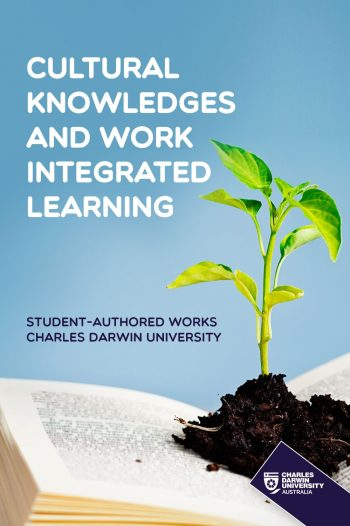 CULTURAL
KNOWLEDGES
AND WORK
INTEGRATED
LEARNING
STUDENT-AUTHORED WORKS
CHARLES DARWIN UNIVERSITY
CHARLES
DARWIN
UNIVERSITY
AUSTRALIA